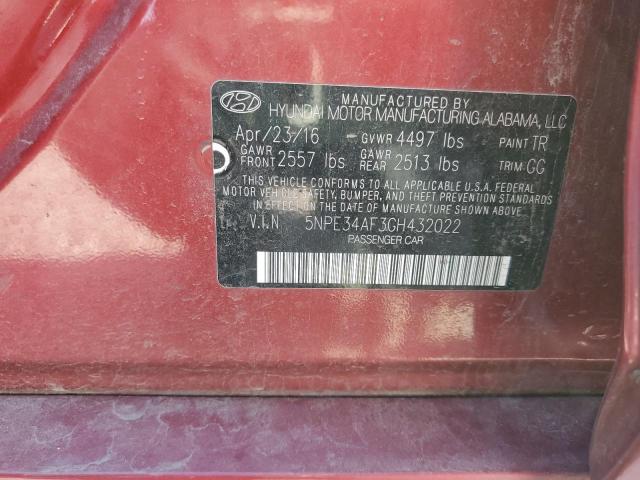 MANUFACTURED BY
HYUNDAI MOTOR MANUFACTURING ALABAMA, LLC
Apr/23/16 GVWR 4497 lbs PAINT TR
GAWR FRONT 2557 lbs GAWR REAR 2513 lbs TRIM GG
THIS VEHICLE CONFORMS TO ALL APPLICABLE U.S.A. FEDERAL
MOTOR VEHICLE SAFETY, BUMPER, AND THEFT PREVENTION STANDARDS
IN EFFECT ON THE DATE OF MANUFACTURE SHOWN ABOVE.
V.I.N 5NPE34AF3GH432022
PASSENGER CAR